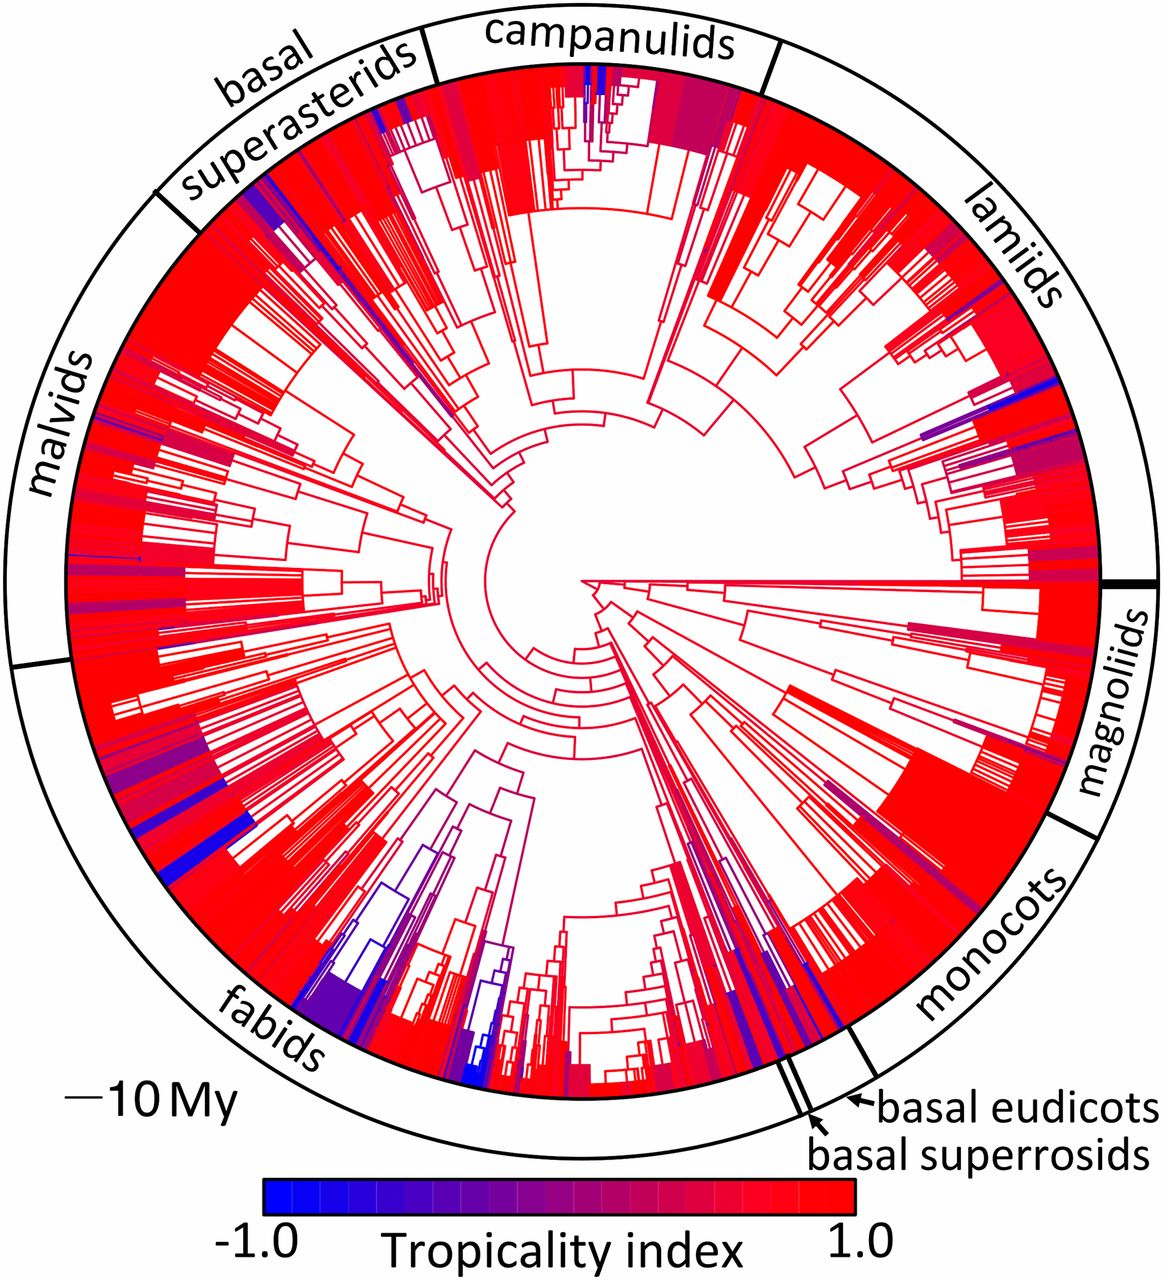 campanulids
basal
superasterids
lamiids
malvids
magnoliids
monocots
fabids
10 My
basal eudicots
basal superrosids
-1.0
Tropicality index
1.0